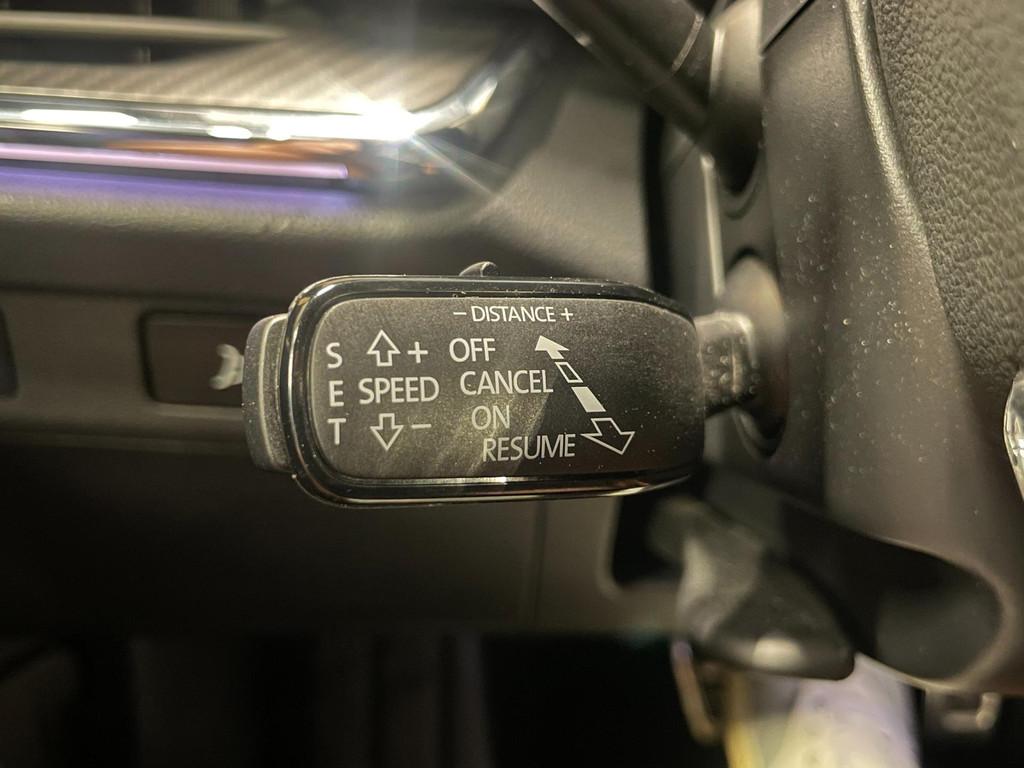 − DISTANCE +
S E T
+
SPEED
−
OFF
CANCEL
ON
RESUME